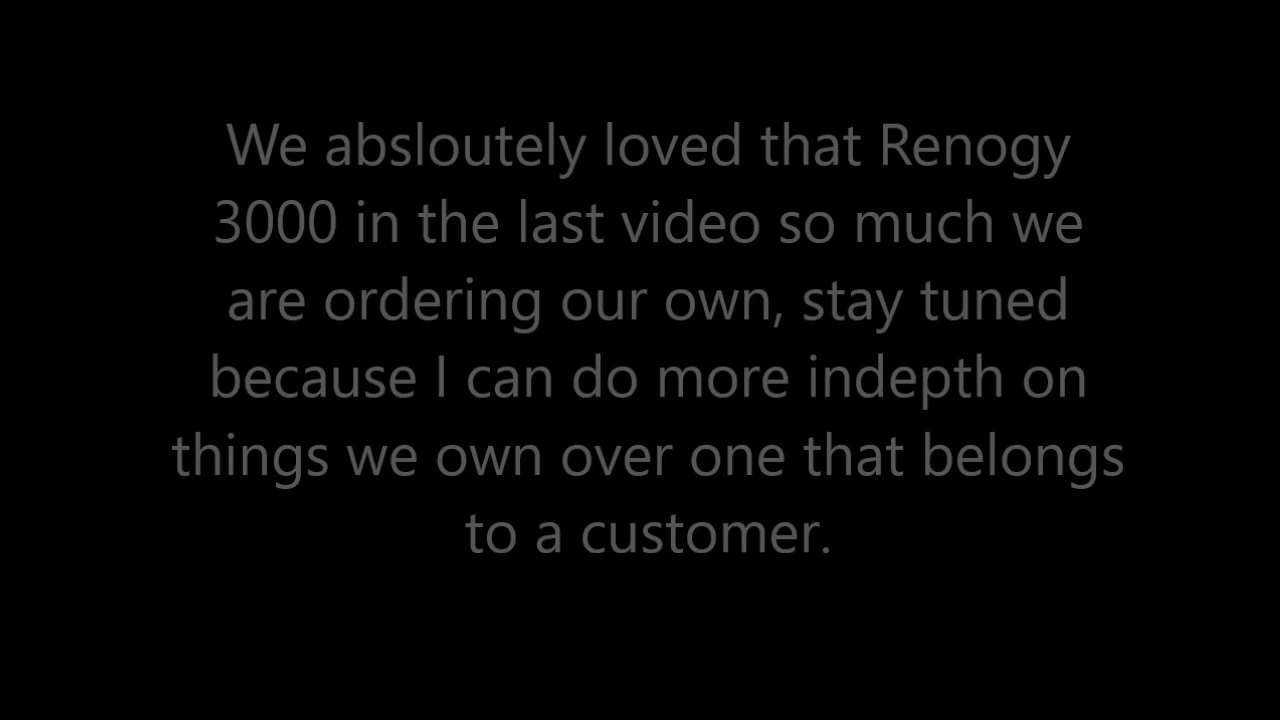 We absloutely loved that Renogy
3000 in the last video so much we
are ordering our own, stay tuned
because I can do more indepth on
things we own over one that belongs
to a customer.